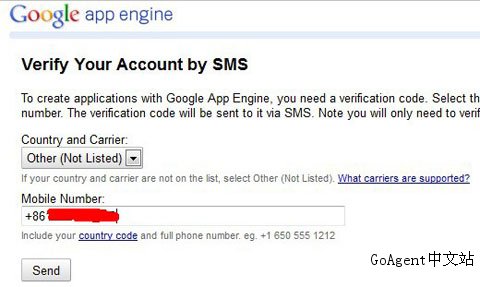 Google app engine
Verify Your Account by SMS
To create applications with Google App Engine, you need a verification code. Select th
number. The verification code will be sent to it via SMS. Note you will only need to verif
Country and Carrier:
Other (Not Listed)
If your country and carrier are not on the list, select Other (Not Listed). What carriers are supported?
Mobile Number:
+86
Include your country code and full phone number. eg. +1 650 555 1212
Send
GoAgent中文站